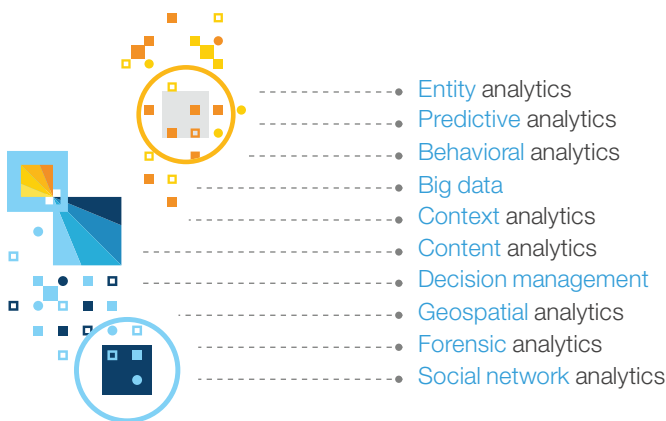 Entity analytics
Predictive analytics
Behavioral analytics
Big data
Context analytics
Content analytics
Decision management
Geospatial analytics
Forensic analytics
Social network analytics